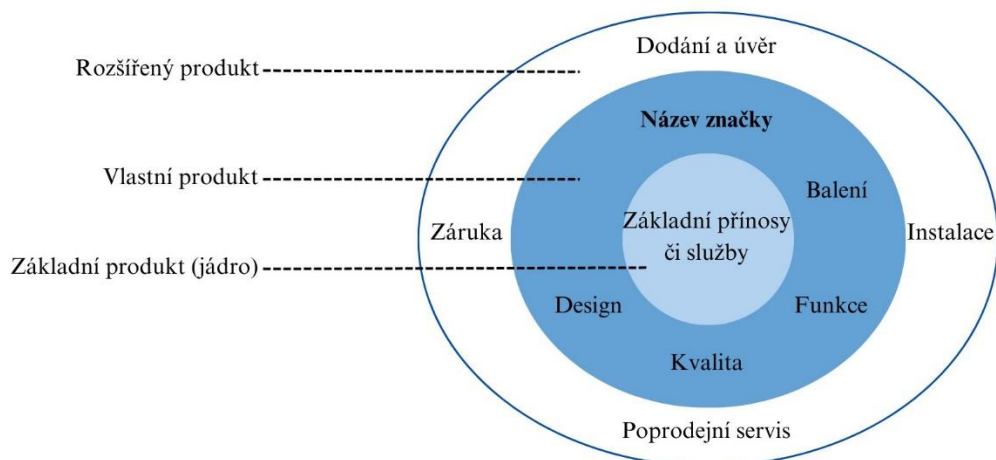 Dodání a úvěr
Rozšířený produkt
Název značky
Vlastní produkt
Balení
Základní přínosy
či služby
Záruka
Instalace
Základní produkt (jádro)
Design
Funkce
Kvalita
Poprodejní servis